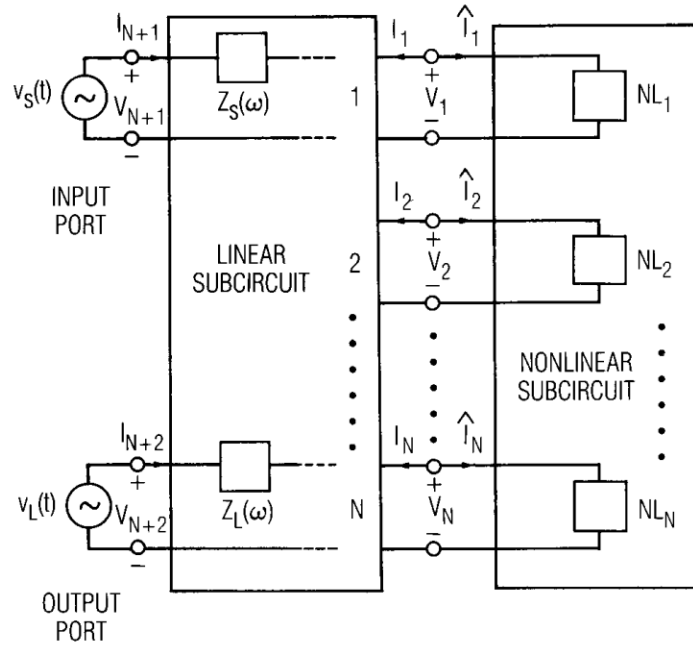 I_{N+1}
+
v_S(t)
V_{N+1}
−
Z_S(ω)
INPUT
PORT
I_1 Î_1
+
V_1
−
1
NL_1
I_2 Î_2
+
V_2
−
2
NL_2
LINEAR
SUBCIRCUIT
NONLINEAR
SUBCIRCUIT
I_{N+2}
+
v_L(t)
V_{N+2}
−
Z_L(ω)
I_N Î_N
+
V_N
−
N
NL_N
OUTPUT
PORT